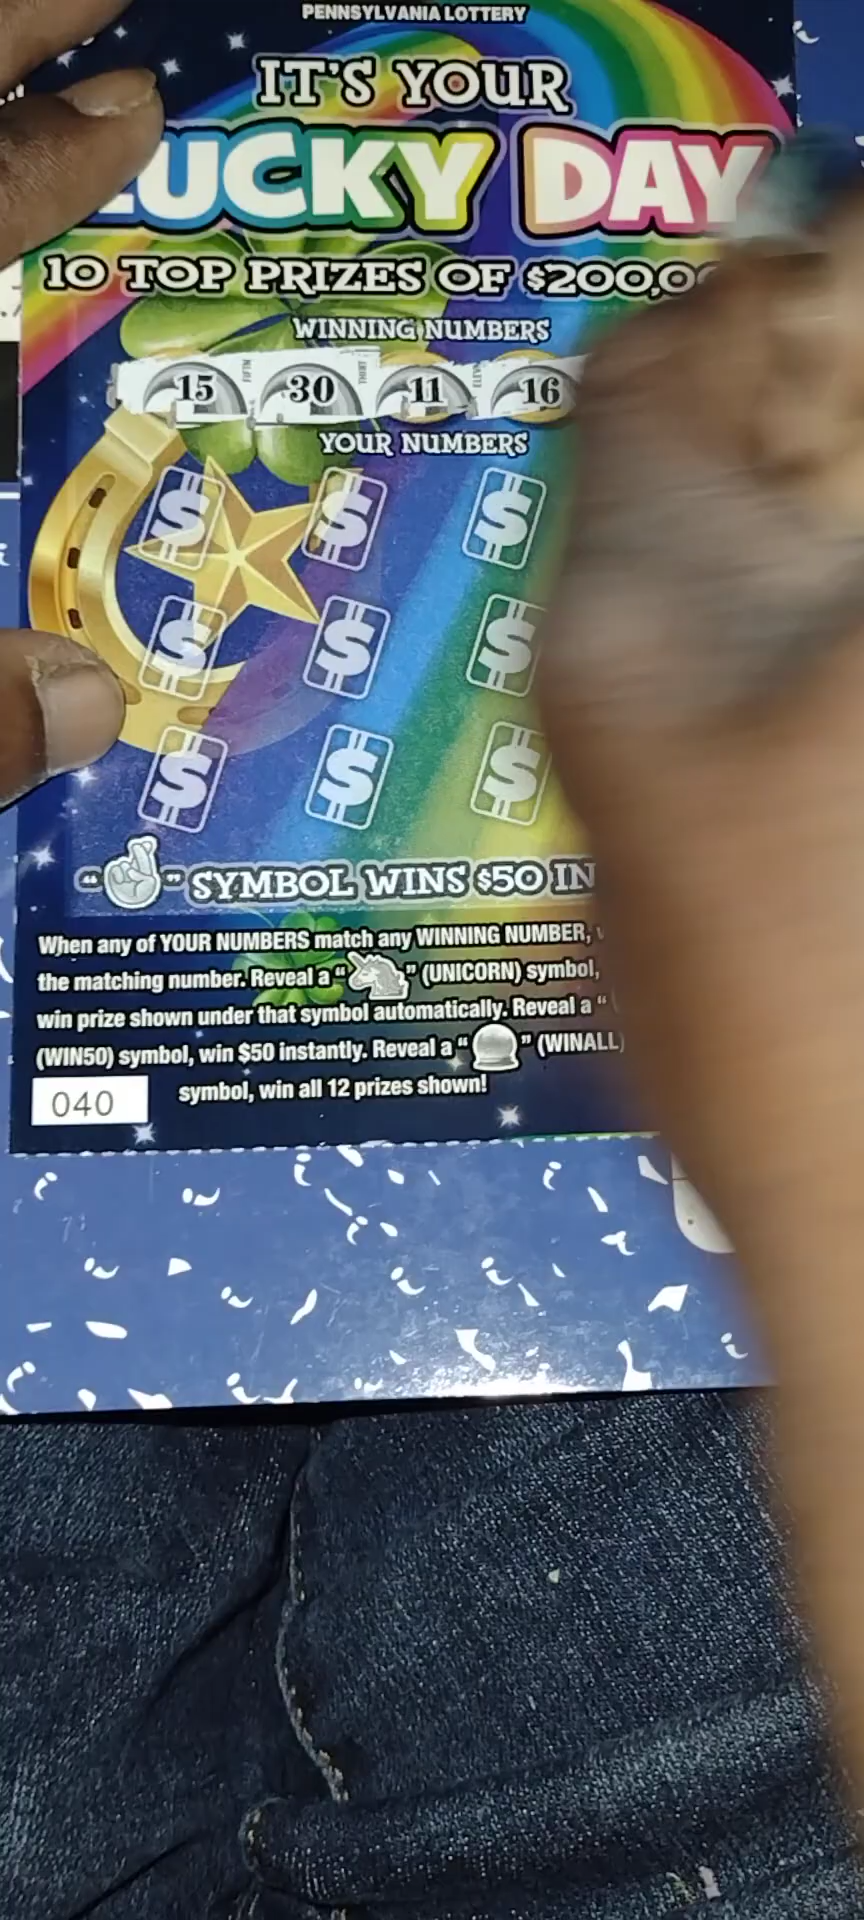 PENNSYLVANIA LOTTERY
IT'S YOUR
LUCKY DAY
10 TOP PRIZES OF $200,0
WINNING NUMBERS
15 30 11 16
YOUR NUMBERS
$ $ $
$ $ $
$ $ $
" " SYMBOL WINS $50 IN
When any of YOUR NUMBERS match any WINNING NUMBER,
the matching number. Reveal a " " (UNICORN) symbol,
win prize shown under that symbol automatically. Reveal a "
(WIN50) symbol, win $50 instantly. Reveal a " " (WINALL)
symbol, win all 12 prizes shown!
040